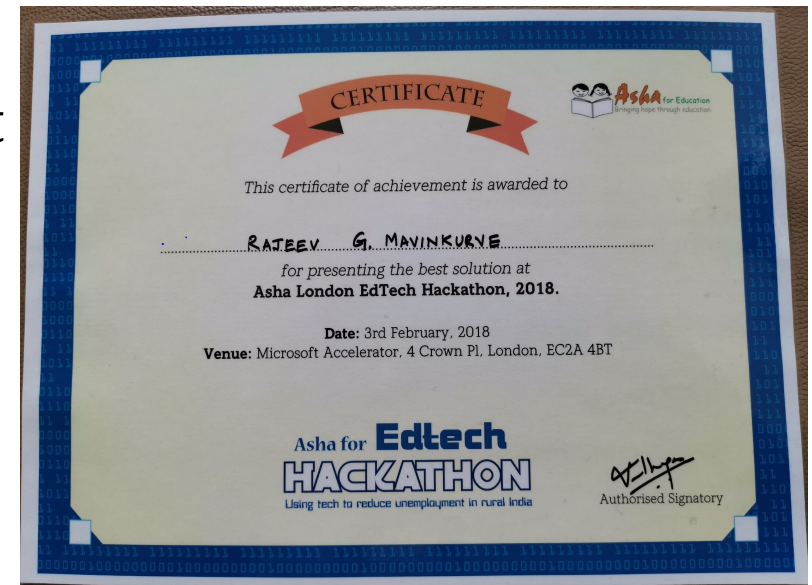 CERTIFICATE
Asha for Education
Bringing hope through education
This certificate of achievement is awarded to
RAJEEV G. MAVINKURVE
for presenting the best solution at
Asha London EdTech Hackathon, 2018.
Date: 3rd February, 2018
Venue: Microsoft Accelerator, 4 Crown Pl, London, EC2A 4BT
Asha for Edtech
HACKATHON
Using tech to reduce unemployment in rural India
Authorised Signatory